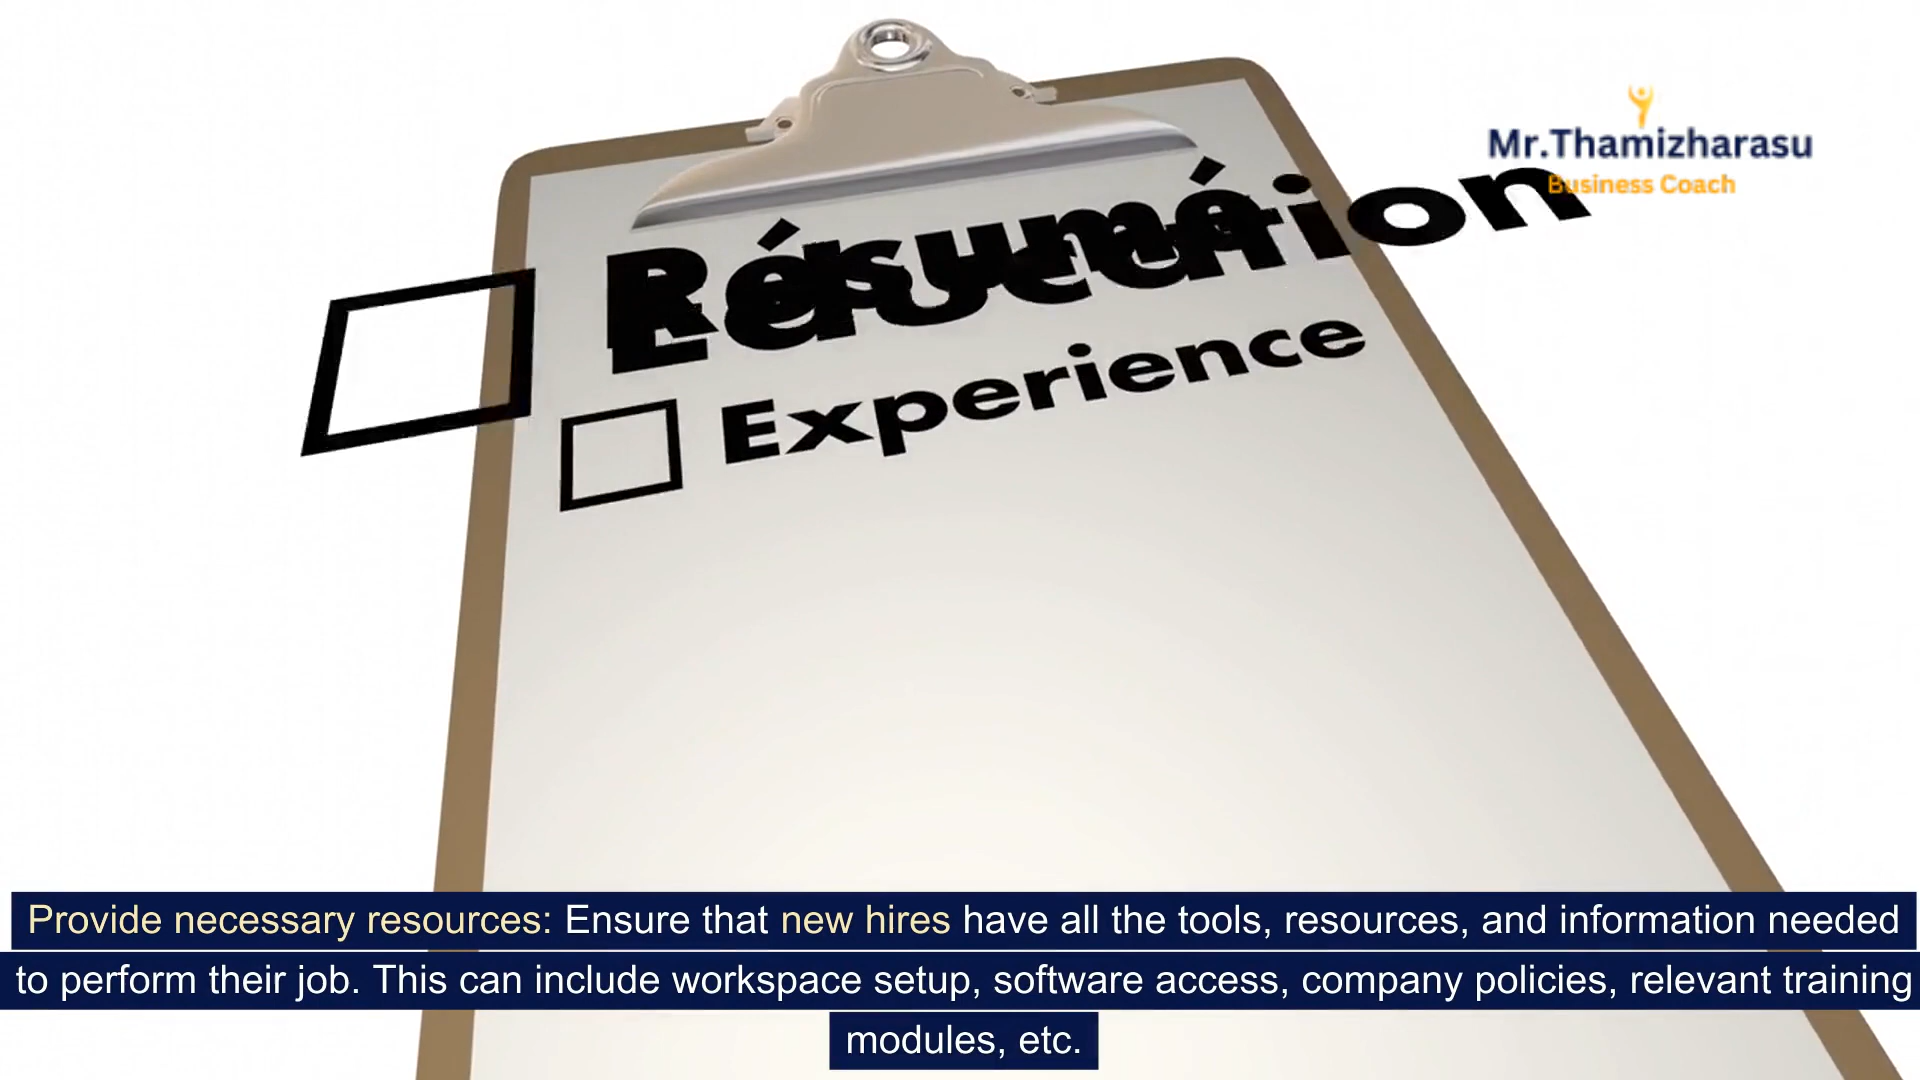 Mr.Thamizharasu
Business Coach
Résumé
Education
Experience
Provide necessary resources: Ensure that new hires have all the tools, resources, and information needed
to perform their job. This can include workspace setup, software access, company policies, relevant training
modules, etc.